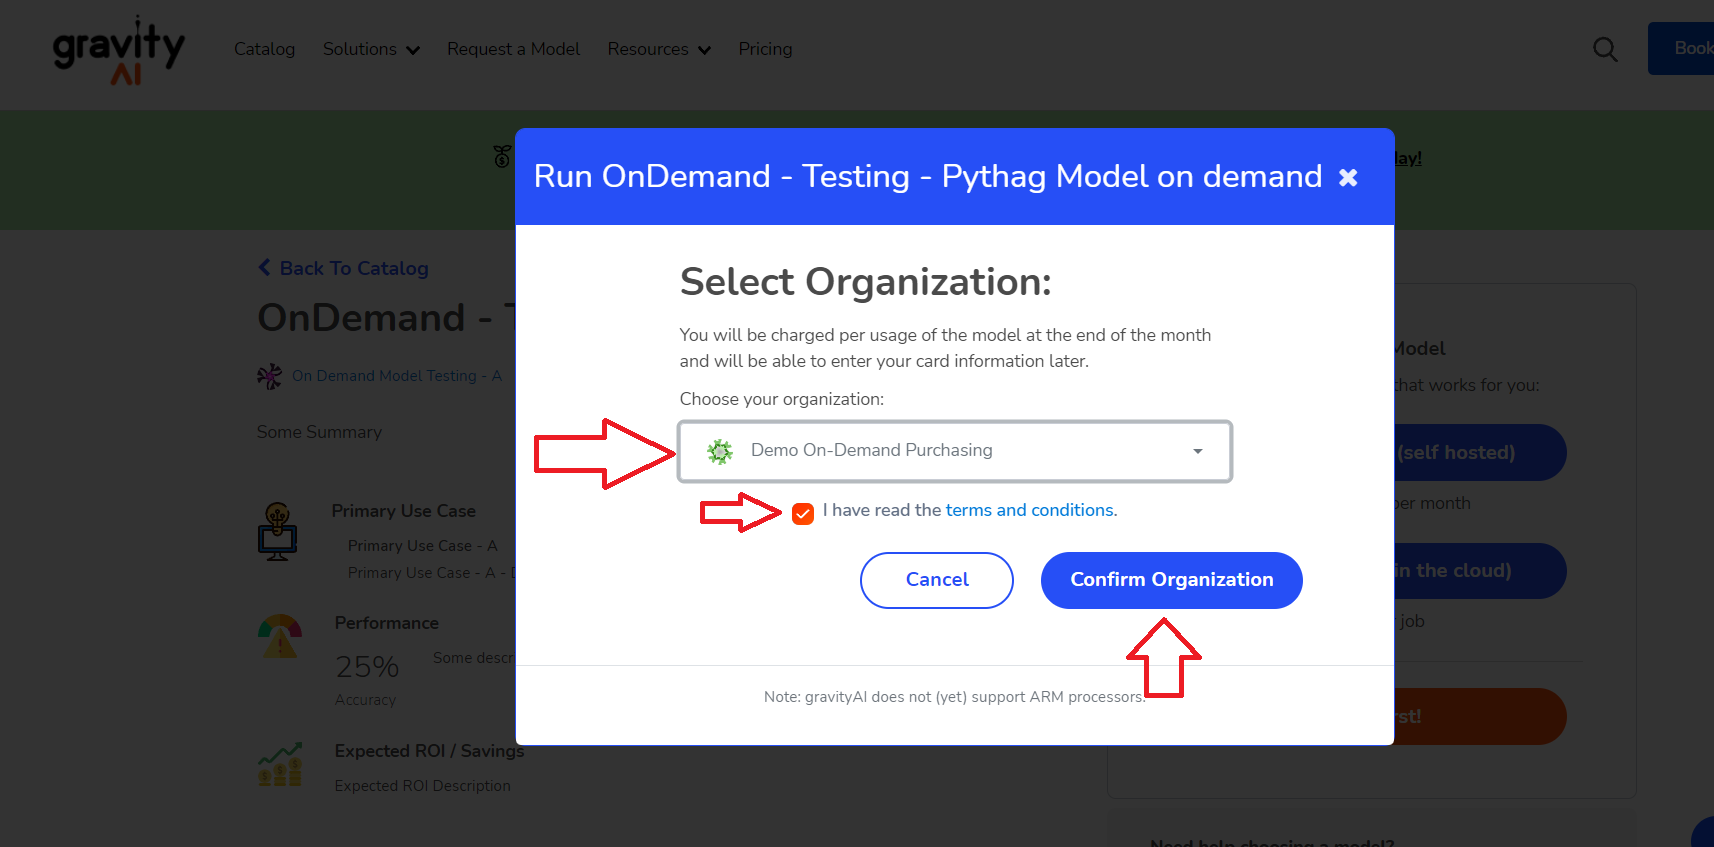 gravity
AI
Catalog
Solutions
Request a Model
Resources
Pricing
Book
lay!
Run OnDemand - Testing - Pythag Model on demand
Back To Catalog
OnDemand -
On Demand Model Testing - A
Some Summary
Primary Use Case
Primary Use Case - A
Primary Use Case - A -
Performance
25%
Some descr
Accuracy
Expected ROI / Savings
Expected ROI Description
Select Organization:
You will be charged per usage of the model at the end of the month
and will be able to enter your card information later.
Choose your organization:
Demo On-Demand Purchasing
I have read the terms and conditions.
Cancel
Confirm Organization
Note: gravityAI does not (yet) support ARM processors.
Model
that works for you:
(self hosted)
per month
in the cloud)
job
rst!
Need help choosing a model?